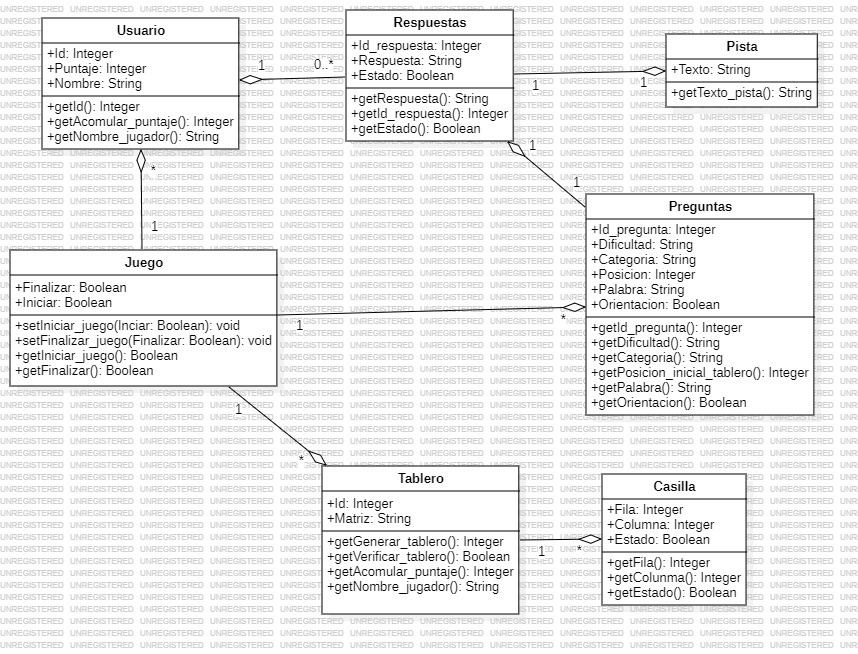 Usuario
+Id: Integer
+Puntaje: Integer
+Nombre: String
+getId(): Integer
+getAcomular_puntaje(): Integer
+getNombre_jugador(): String
1
0..*
Respuestas
+Id_respuesta: Integer
+Respuesta: String
+Estado: Boolean
+getRespuesta(): String
+getId_respuesta(): Integer
+getEstado(): Boolean
1
1
Pista
+Texto: String
+getTexto_pista(): String
1
1
Preguntas
+Id_pregunta: Integer
+Dificultad: String
+Categoria: String
+Posicion: Integer
+Palabra: String
+Orientacion: Boolean
+getId_pregunta(): Integer
+getDificultad(): String
+getCategoria(): String
+getPosicion_inicial_tablero(): Integer
+getPalabra(): String
+getOrientacion(): Boolean
*
1
Juego
+Finalizar: Boolean
+Iniciar: Boolean
+setIniciar_juego(Inciar: Boolean): void
+setFinalizar_juego(Finalizar: Boolean): void
+getIniciar_juego(): Boolean
+getFinalizar(): Boolean
1
*
1
*
Tablero
+Id: Integer
+Matriz: String
+getGenerar_tablero(): Integer
+getVerificar_tablero(): Boolean
+getAcomular_puntaje(): Integer
+getNombre_jugador(): String
1
*
Casilla
+Fila: Integer
+Columna: Integer
+Estado: Boolean
+getFila(): Integer
+getColunma(): Integer
+getEstado(): Boolean
UNREGISTERED